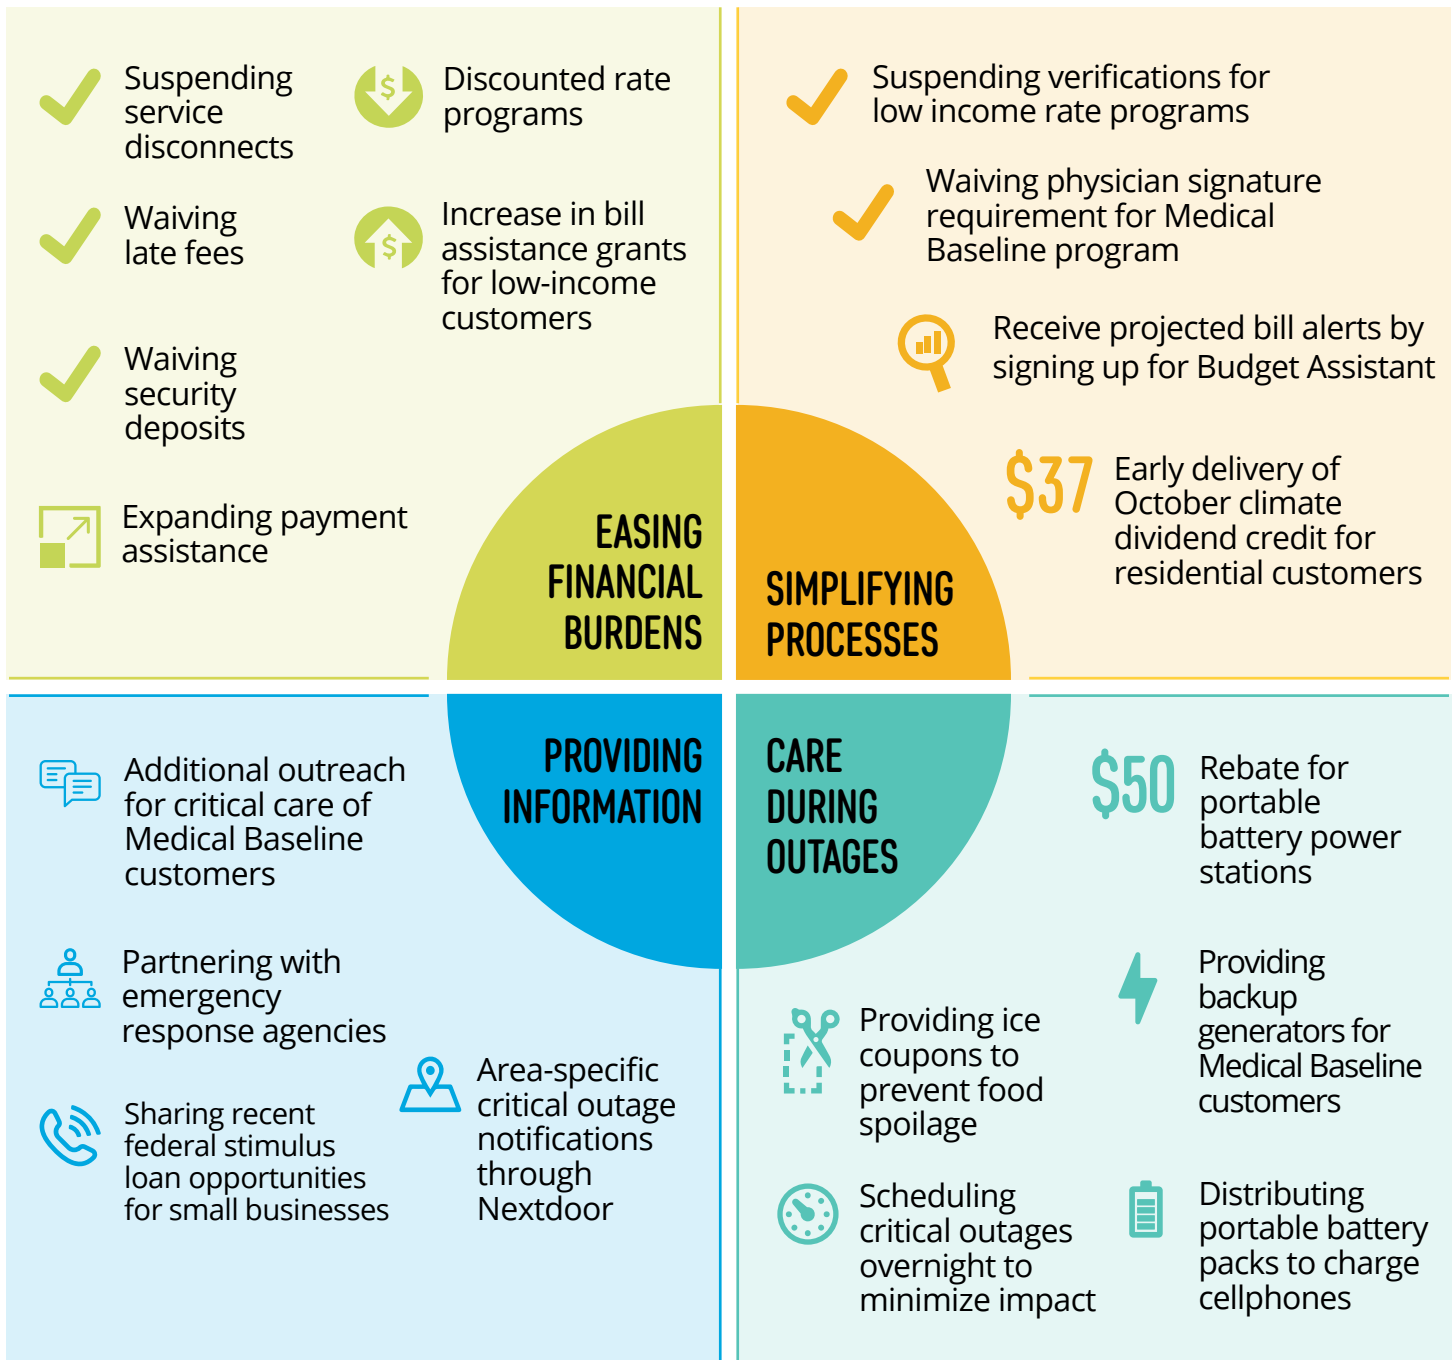 Suspending
service
disconnects
Waiving
late fees
Waiving
security
deposits
Expanding payment
assistance
$
Discounted rate
programs
$
Increase in bill
assistance grants
for low-income
customers
EASING
FINANCIAL
BURDENS
Suspending verifications for
low income rate programs
Waiving physician signature
requirement for Medical
Baseline program
Receive projected bill alerts by
signing up for Budget Assistant
$37
Early delivery of
October climate
dividend credit for
residential customers
SIMPLIFYING
PROCESSES
PROVIDING
INFORMATION
Additional outreach
for critical care of
Medical Baseline
customers
Partnering with
emergency
response agencies
Sharing recent
federal stimulus
loan opportunities
for small businesses
Area-specific
critical outage
notifications
through
Nextdoor
CARE
DURING
OUTAGES
$50
Rebate for
portable
battery power
stations
Providing
backup
generators for
Medical Baseline
customers
Providing ice
coupons to
prevent food
spoilage
Scheduling
critical outages
overnight to
minimize impact
Distributing
portable battery
packs to charge
cellphones